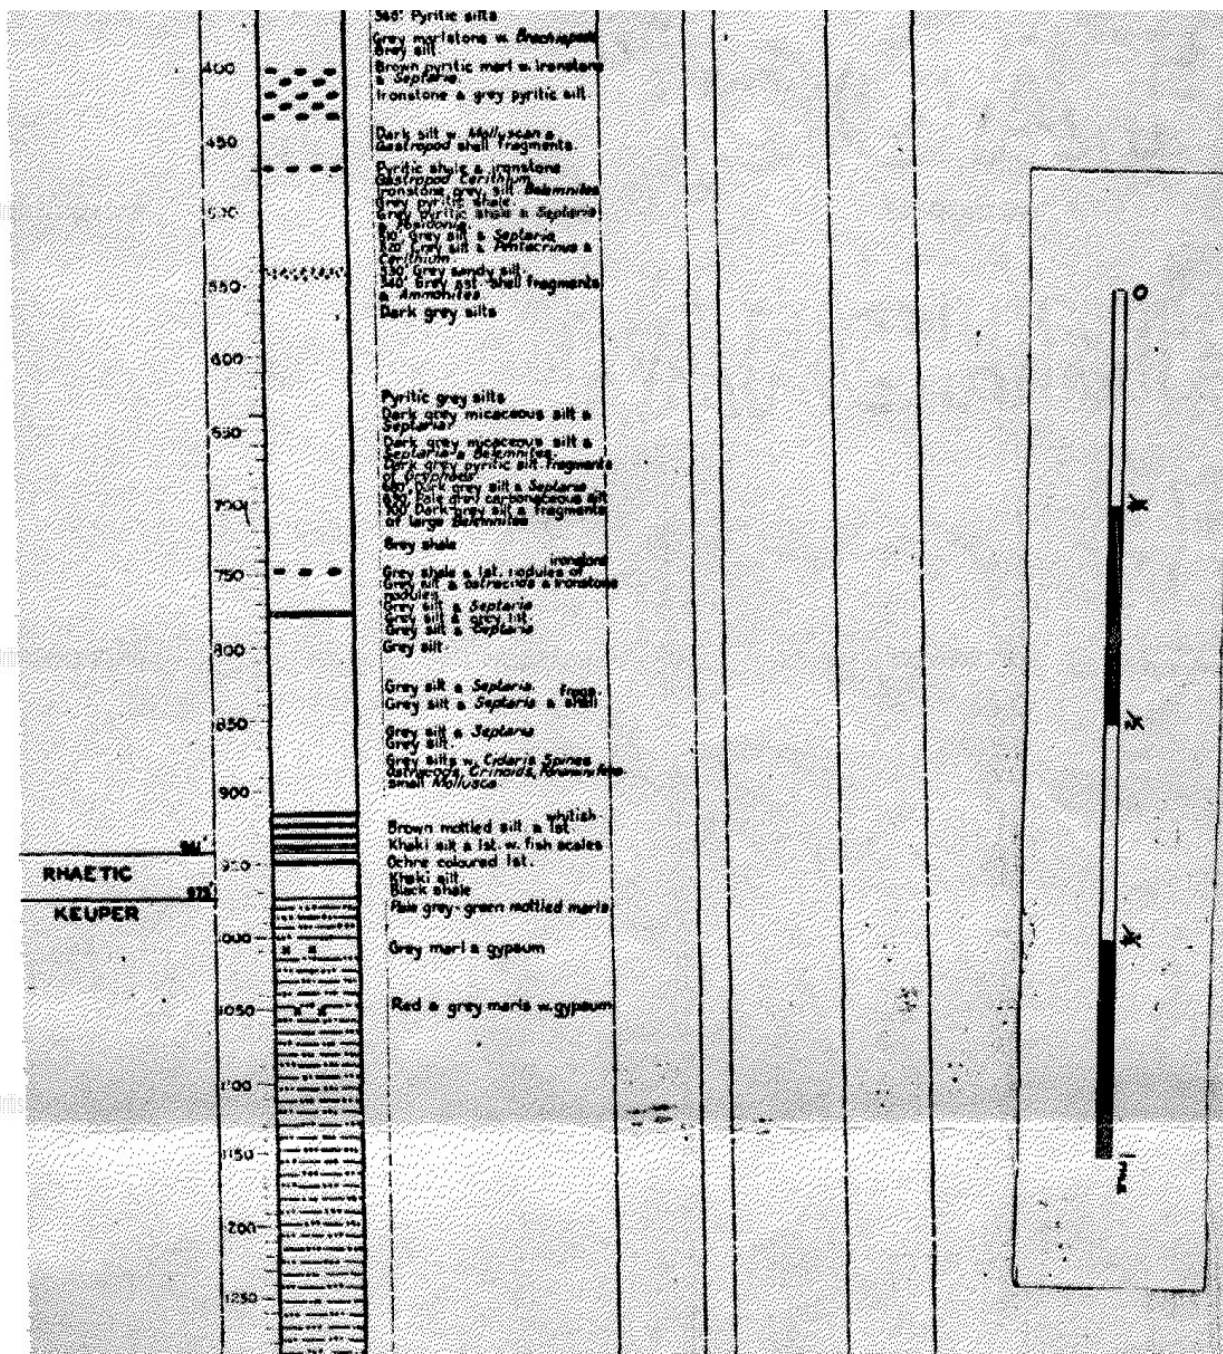 360' Pyritic silts
Grey marlstone w.
Grey silt
400
Brown pyritic marl w. Ironstone
& Septaria.
Ironstone & grey pyritic silt
450
Dark silt w. Molluscan &
Gastropod shell fragments.
Pyritic shale & ironstone
Gastropod Cerithium
Ironstone grey silt Belemnites
Grey pyritic shale
500
Grey pyritic shale & Septaria
& Posidonia
510' Grey silt & Septaria
520' Grey silt & Pentacrinus &
Cerithium
530' Grey sandy silt.
540' Grey sst. Shell fragments
& Ammonites
550
Dark grey silts
O
600
Pyritic grey silts
Dark grey micaceous silt &
Septaria?
650
Dark grey micaceous silt &
Septaria & Belemnites
Dark grey pyritic silt fragments
of
680' Dark grey silt & Septaria
690' Pale grey carbonaceous silt
700
700' Dark grey silt & fragments
of large Belemnites
Grey shale
ironstone
750
Grey shale & lst. nodules of
Grey silt & ostracods & ironstone
nodules
Grey silt & Septaria
Grey silt & grey lst.
Grey silt & Septaria
800
Grey silt
Grey silt & Septaria.
frags.
Grey silt & Septaria & shell
850
Grey silt & Septaria
Grey silt.
Grey silts w. Cidaris Spines
ostracods, Crinoids,
small Mollusca
900
whitish
Brown mottled silt & lst
941'
Khaki silt & lst. w. fish scales
950
Ochre coloured lst.
RHAETIC
Khaki silt
973'
Black shale
KEUPER
Pale grey-green mottled marls
1000
Grey marl & gypsum
1050
Red & grey marls w. gypsum
1100
1150
1 MILE
1200
1250